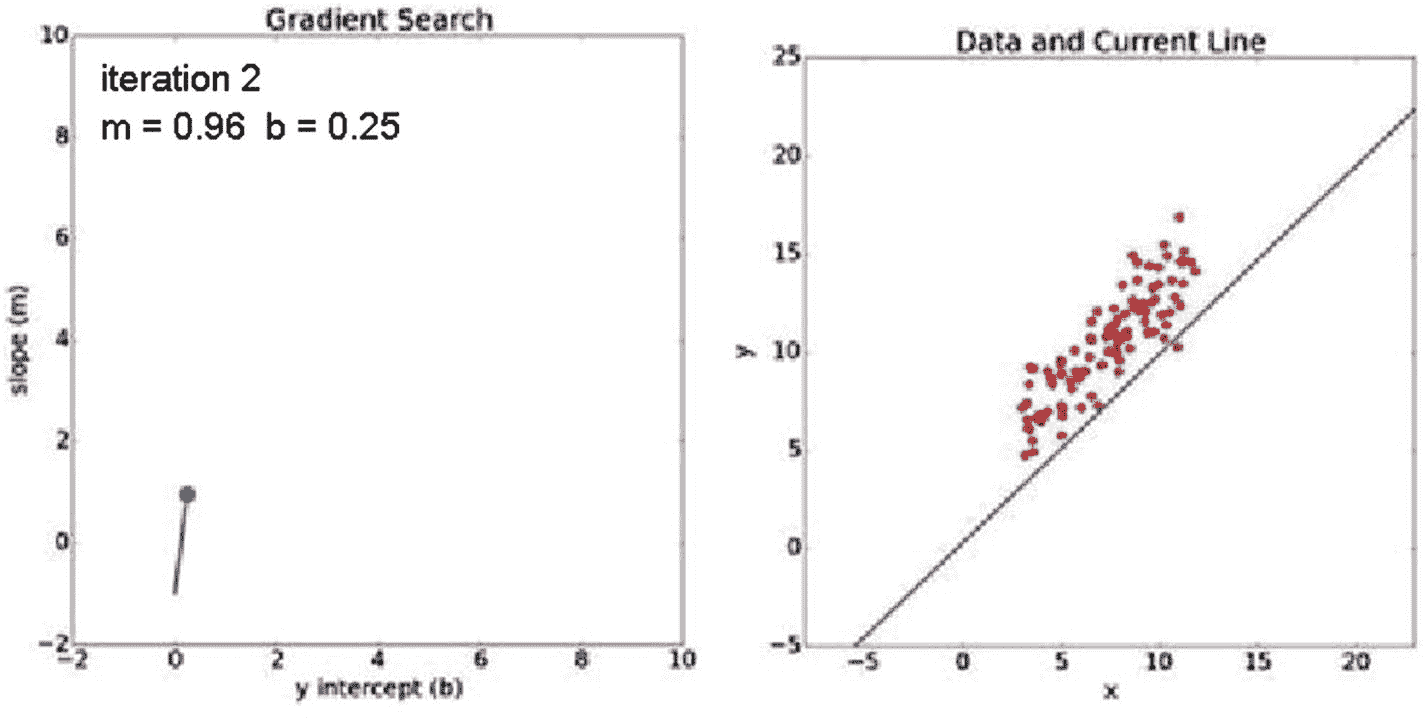 Gradient Search
10
iteration 2
m = 0.96 b = 0.25
8
6
4
2
0
−2
slope (m)
−2 0 2 4 6 8 10
y intercept (b)
Data and Current Line
25
20
15
10
5
0
−5
y
−5 0 5 10 15 20
x